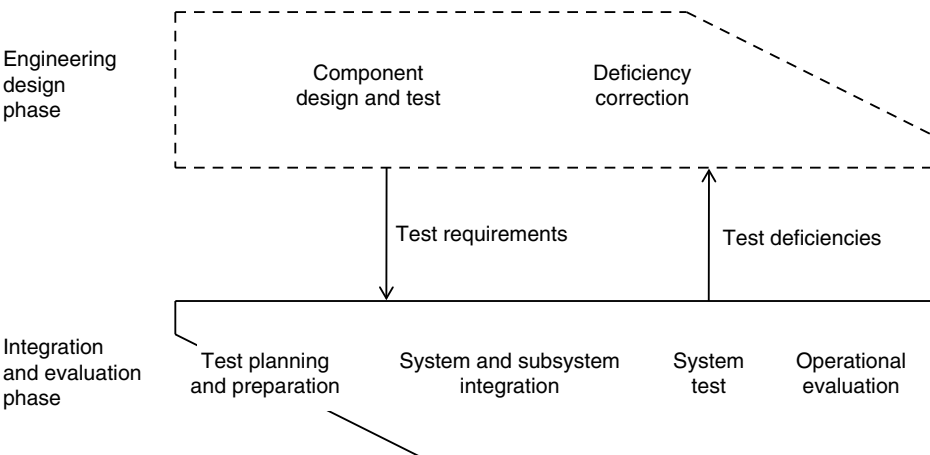 Engineering
design
phase
Component
design and test
Deficiency
correction
Test requirements
Test deficiencies
Integration
and evaluation
phase
Test planning
and preparation
System and subsystem
integration
System
test
Operational
evaluation